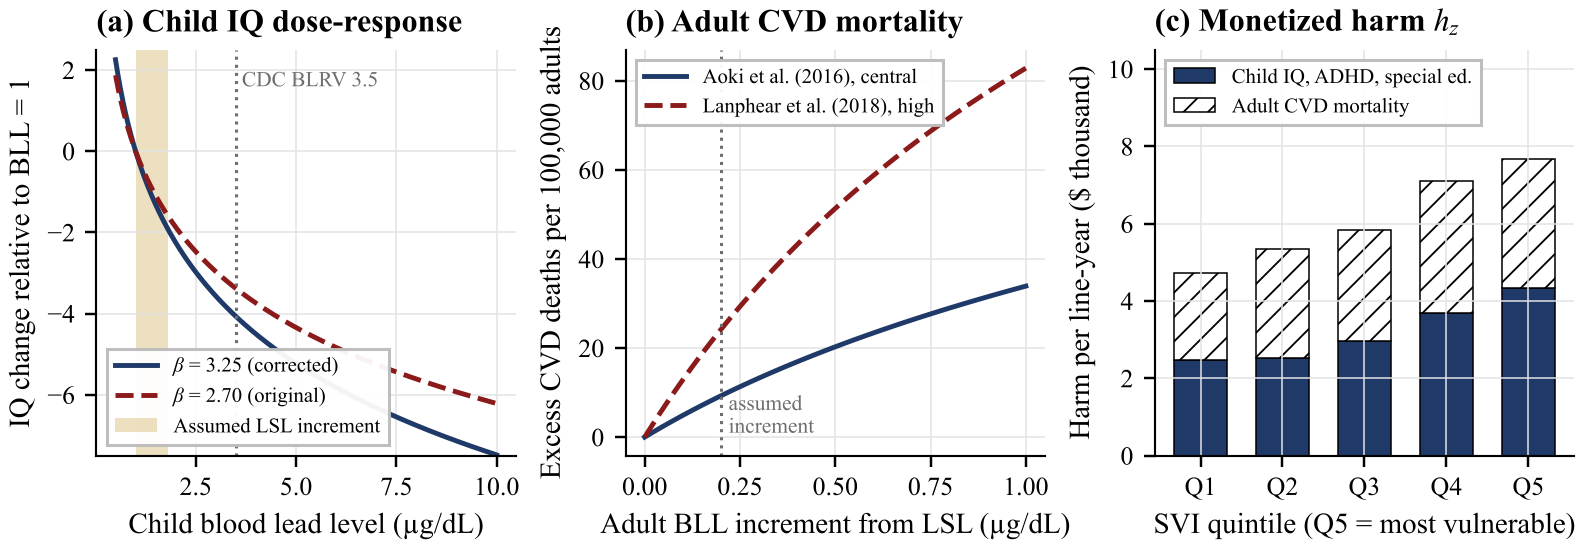 (a) Child IQ dose-response
IQ change relative to BLL = 1
2
0
−2
−4
−6
CDC BLRV 3.5
β = 3.25 (corrected)
β = 2.70 (original)
Assumed LSL increment
2.5
5.0
7.5
10.0
Child blood lead level (µg/dL)
(b) Adult CVD mortality
Excess CVD deaths per 100,000 adults
80
60
40
20
0
Aoki et al. (2016), central
Lanphear et al. (2018), high
assumed
increment
0.00
0.25
0.50
0.75
1.00
Adult BLL increment from LSL (µg/dL)
(c) Monetized harm h_z
Harm per line-year ($ thousand)
10
8
6
4
2
0
Child IQ, ADHD, special ed.
Adult CVD mortality
Q1
Q2
Q3
Q4
Q5
SVI quintile (Q5 = most vulnerable)